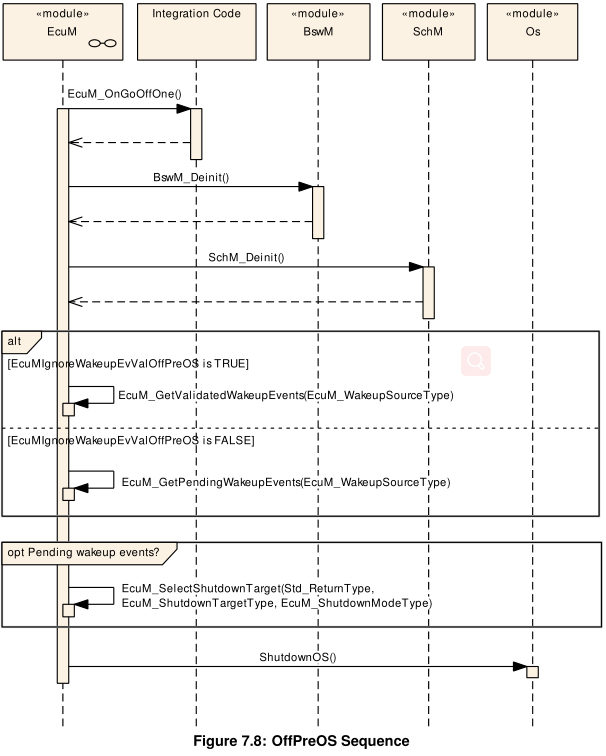 «module»
EcuM
Integration Code
«module»
BswM
«module»
SchM
«module»
Os
EcuM_OnGoOffOne()
BswM_Deinit()
SchM_Deinit()
alt
[EcuMIgnoreWakeupEvValOffPreOS is TRUE]
EcuM_GetValidatedWakeupEvents(EcuM_WakeupSourceType)
[EcuMIgnoreWakeupEvValOffPreOS is FALSE]
EcuM_GetPendingWakeupEvents(EcuM_WakeupSourceType)
opt Pending wakeup events?
EcuM_SelectShutdownTarget(Std_ReturnType,
EcuM_ShutdownTargetType, EcuM_ShutdownModeType)
ShutdownOS()
Figure 7.8: OffPreOS Sequence